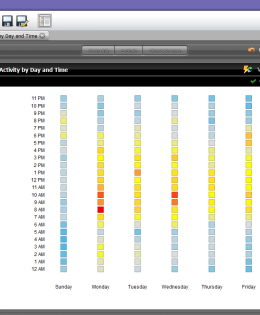 by Day and Time
Activity by Day and Time
11 PM
10 PM
9 PM
8 PM
7 PM
6 PM
5 PM
4 PM
3 PM
2 PM
1 PM
12 PM
11 AM
10 AM
9 AM
8 AM
7 AM
6 AM
5 AM
4 AM
3 AM
2 AM
1 AM
12 AM
Sunday Monday Tuesday Wednesday Thursday Friday